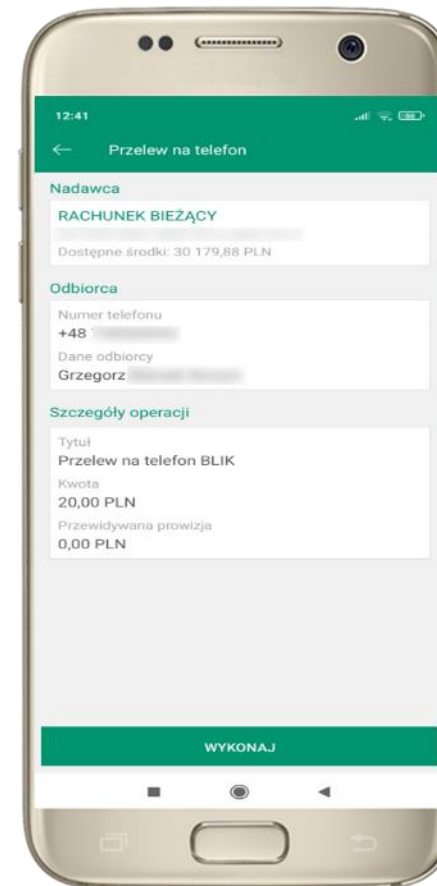 12:41
Przelew na telefon
Nadawca
RACHUNEK BIEŻĄCY
Dostępne środki: 30 179,88 PLN
Odbiorca
Numer telefonu
+48
Dane odbiorcy
Grzegorz
Szczegóły operacji
Tytuł
Przelew na telefon BLIK
Kwota
20,00 PLN
Przewidywana prowizja
0,00 PLN
WYKONAJ